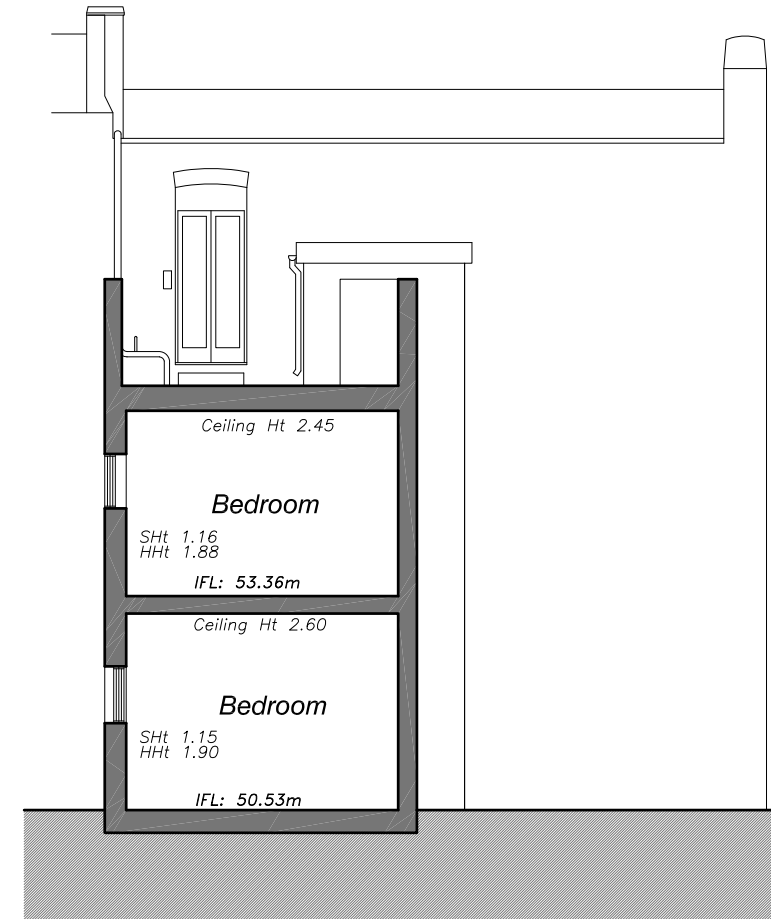 Ceiling Ht 2.45
Bedroom
SHt 1.16
HHt 1.88
IFL: 53.36m
Ceiling Ht 2.60
Bedroom
SHt 1.15
HHt 1.90
IFL: 50.53m